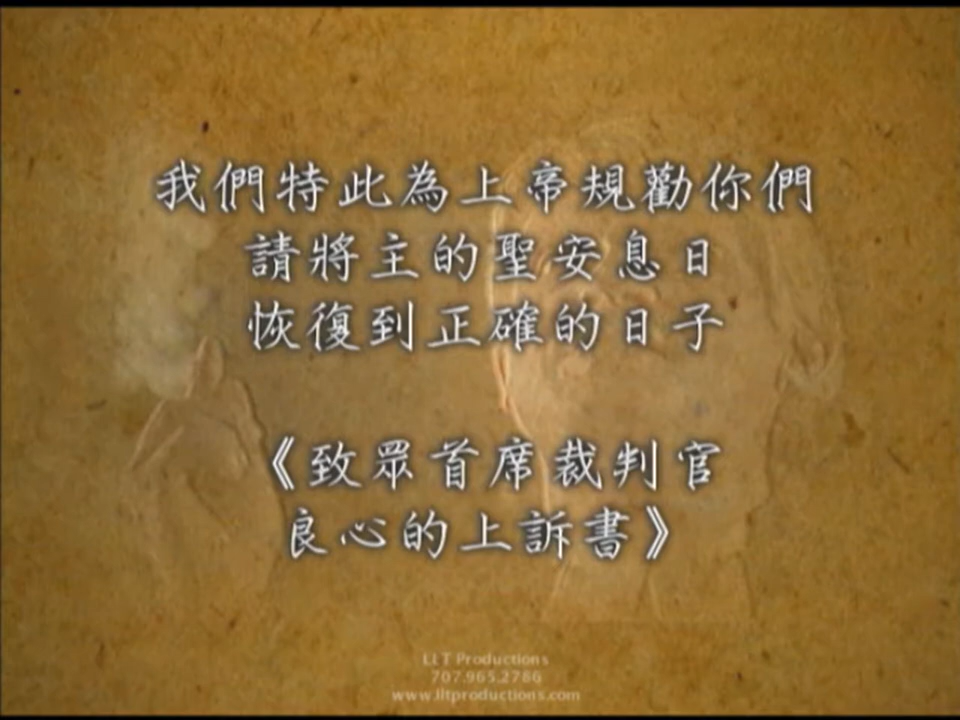 我們特此為上帝規勸你們
請將主的聖安息日
恢復到正確的日子
《致眾首席裁判官
良心的上訴書》
LLT Productions
707.965.2786
www.lltproductions.com